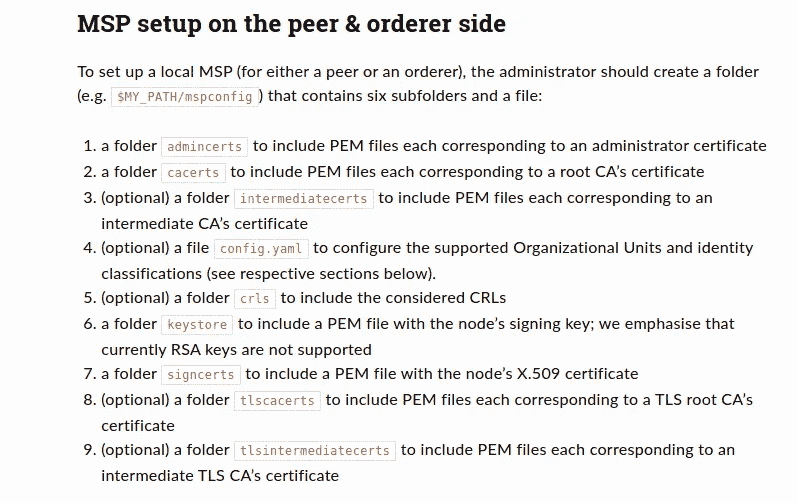 MSP setup on the peer & orderer side
To set up a local MSP (for either a peer or an orderer), the administrator should create a folder
(e.g. $MY_PATH/mspconfig ) that contains six subfolders and a file:
1. a folder admincerts to include PEM files each corresponding to an administrator certificate
2. a folder cacerts to include PEM files each corresponding to a root CA’s certificate
3. (optional) a folder intermediatecerts to include PEM files each corresponding to an
intermediate CA’s certificate
4. (optional) a file config.yaml to configure the supported Organizational Units and identity
classifications (see respective sections below).
5. (optional) a folder crls to include the considered CRLs
6. a folder keystore to include a PEM file with the node’s signing key; we emphasise that
currently RSA keys are not supported
7. a folder signcerts to include a PEM file with the node’s X.509 certificate
8. (optional) a folder tlscacerts to include PEM files each corresponding to a TLS root CA’s
certificate
9. (optional) a folder tlsintermediatecerts to include PEM files each corresponding to an
intermediate TLS CA’s certificate